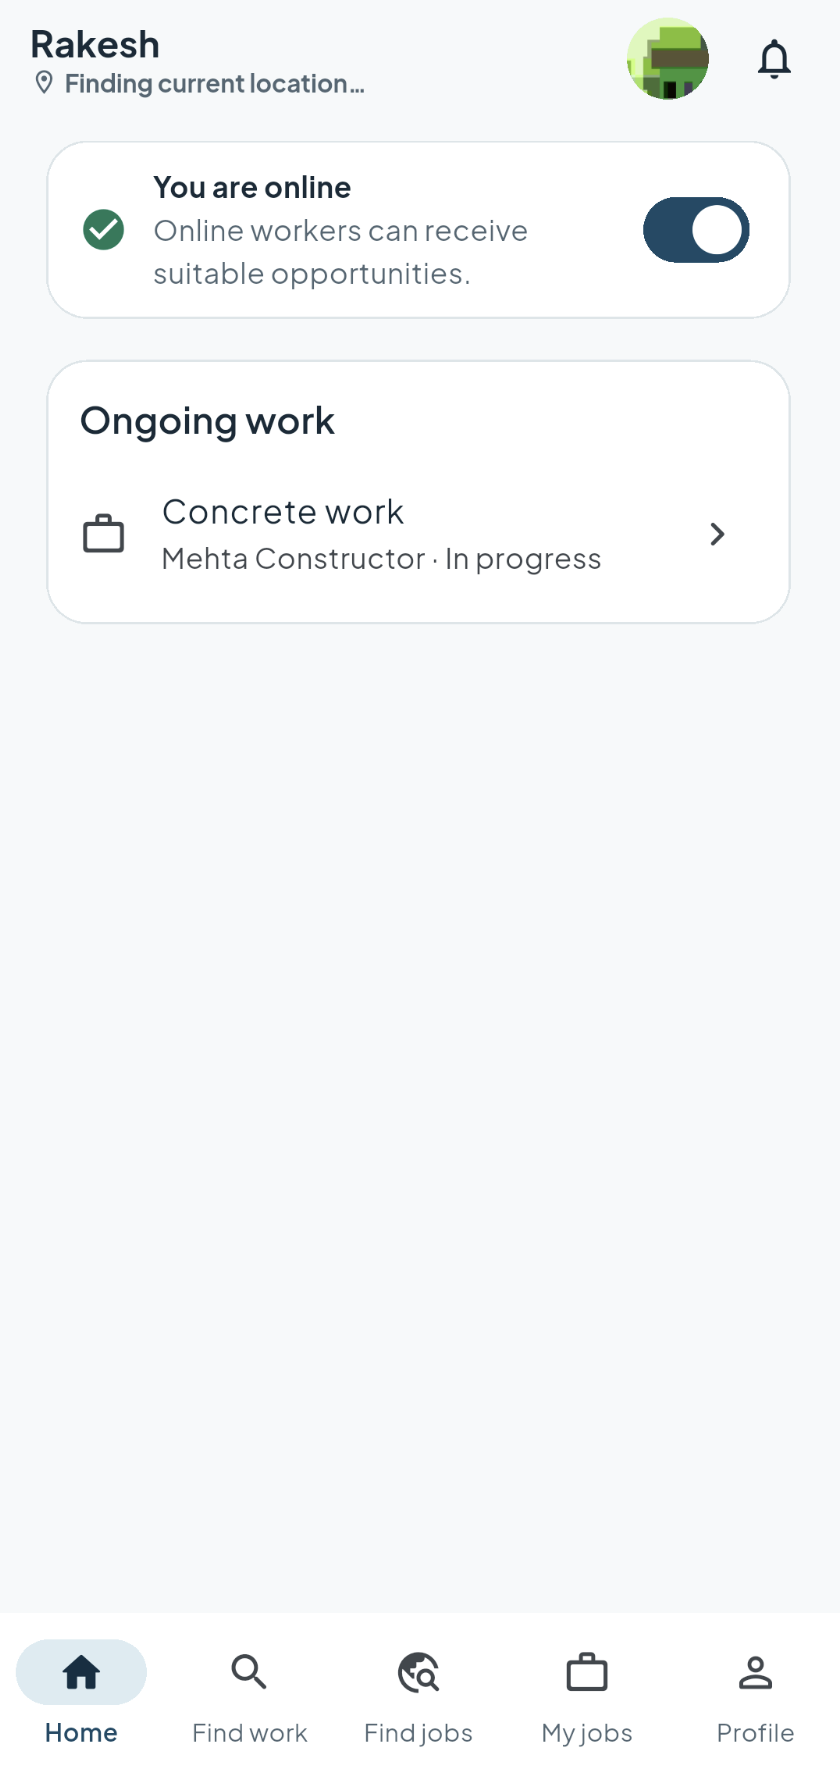 Rakesh
Finding current location...
You are online
Online workers can receive
suitable opportunities.
Ongoing work
Concrete work
Mehta Constructor · In progress
Home
Find work
Find jobs
My jobs
Profile